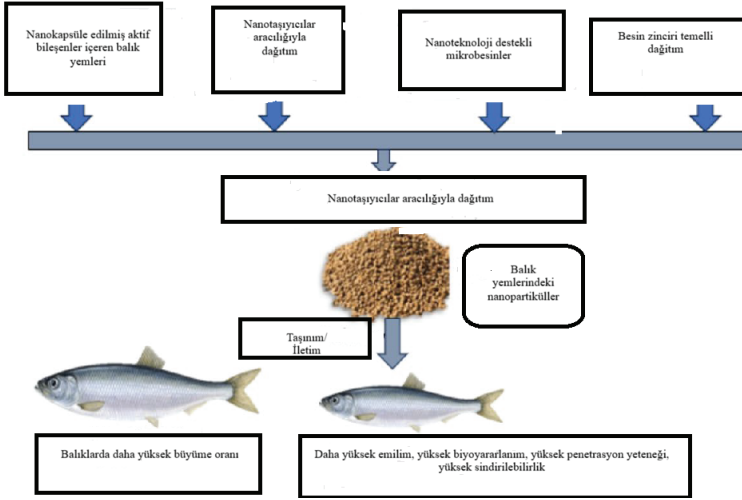 Nanokapsüle edilmiş aktif
bileşenler içeren balık
yemleri
Nanotaşıyıcılar
aracılığıyla
dağıtım
Nanoteknoloji destekli
mikrobesinler
Besin zinciri temelli
dağıtım
Nanotaşıyıcılar aracılığıyla dağıtım
Balık
yemlerindeki
nanopartiküller
Taşınım/
İletim
Balıklarda daha yüksek büyüme oranı
Daha yüksek emilim, yüksek biyoyararlanım, yüksek penetrasyon yeteneği,
yüksek sindirilebilirlik